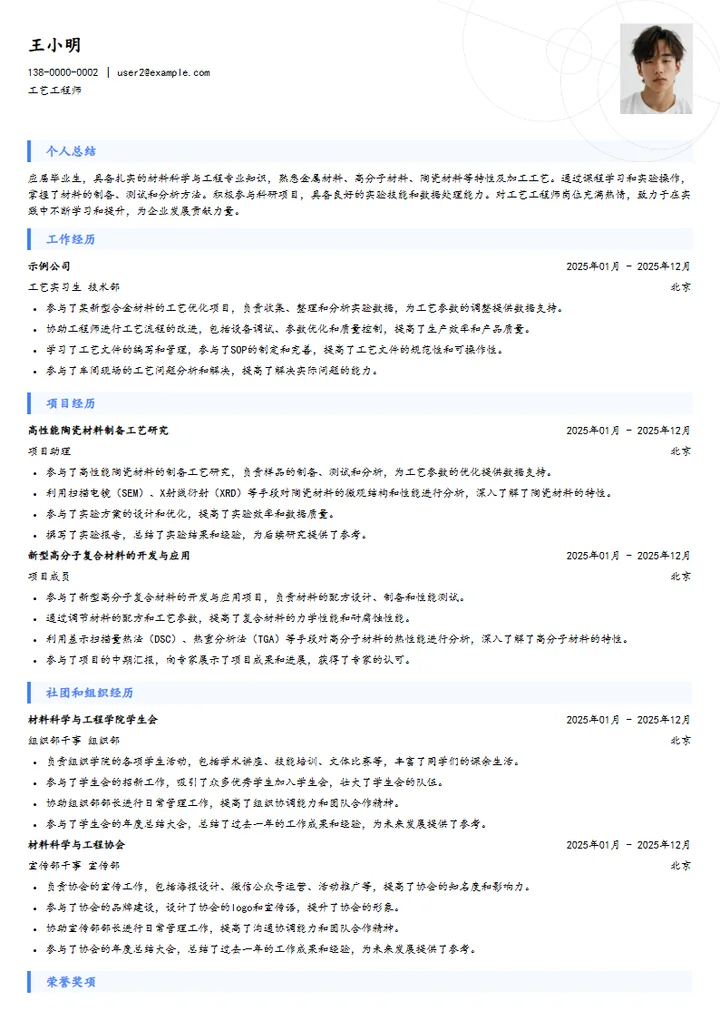 王小明
138-0000-0002 | user2@example.com
工艺工程师
个人总结
应届毕业生，具备扎实的材料科学与工程专业知识，熟悉金属材料、高分子材料、陶瓷材料等特性及加工工艺。通过课程学习和实验操作，
掌握了材料的制备、测试和分析方法。积极参与科研项目，具备良好的实验技能和数据处理能力。对工艺工程师岗位充满热情，致力于在实
践中不断学习和提升，为企业发展贡献力量。
工作经历
示例公司 2025年01月 - 2025年12月
工艺实习生 技术部 北京
• 参与了某新型合金材料的工艺优化项目，负责收集、整理和分析实验数据，为工艺参数的调整提供数据支持。
• 协助工程师进行工艺流程的改进，包括设备调试、参数优化和质量控制，提高了生产效率和产品质量。
• 学习了工艺文件的编写和管理，参与了SOP的制定和完善，提高了工艺文件的规范性和可操作性。
• 参与了车间现场的工艺问题分析和解决，提高了解决实际问题的能力。
项目经历
高性能陶瓷材料制备工艺研究 2025年01月 - 2025年12月
项目助理 北京
• 参与了高性能陶瓷材料的制备工艺研究，负责样品的制备、测试和分析，为工艺参数的优化提供数据支持。
• 利用扫描电镜（SEM）、X射线衍射（XRD）等手段对陶瓷材料的微观结构和性能进行分析，深入了解了陶瓷材料的特性。
• 参与了实验方案的设计和优化，提高了实验效率和数据质量。
• 撰写了实验报告，总结了实验结果和经验，为后续研究提供了参考。
新型高分子复合材料的开发与应用 2025年01月 - 2025年12月
项目成员 北京
• 参与了新型高分子复合材料的开发与应用项目，负责材料的配方设计、制备和性能测试。
• 通过调节材料的配方和工艺参数，提高了复合材料的力学性能和耐腐蚀性能。
• 利用差示扫描量热法（DSC）、热重分析法（TGA）等手段对高分子材料的热性能进行分析，深入了解了高分子材料的特性。
• 参与了项目的中期汇报，向专家展示了项目成果和进展，获得了专家的认可。
社团和组织经历
材料科学与工程学院学生会 2025年01月 - 2025年12月
组织部干事 组织部 北京
• 负责组织学院的各项学生活动，包括学术讲座、技能培训、文体比赛等，丰富了同学们的课余生活。
• 参与了学生会的招新工作，吸引了众多优秀学生加入学生会，壮大了学生会的队伍。
• 协助组织部部长进行日常管理工作，提高了组织协调能力和团队合作精神。
• 参与了学生会的年度总结大会，总结了过去一年的工作成果和经验，为未来发展提供了参考。
材料科学与工程协会 2025年01月 - 2025年12月
宣传部干事 宣传部 北京
• 负责协会的宣传工作，包括海报设计、微信公众号运营、活动推广等，提高了协会的知名度和影响力。
• 参与了协会的品牌建设，设计了协会的logo和宣传语，提升了协会的形象。
• 协助宣传部部长进行日常管理工作，提高了沟通协调能力和团队合作精神。
• 参与了协会的年度总结大会，总结了过去一年的工作成果和经验，为未来发展提供了参考。
荣誉奖项